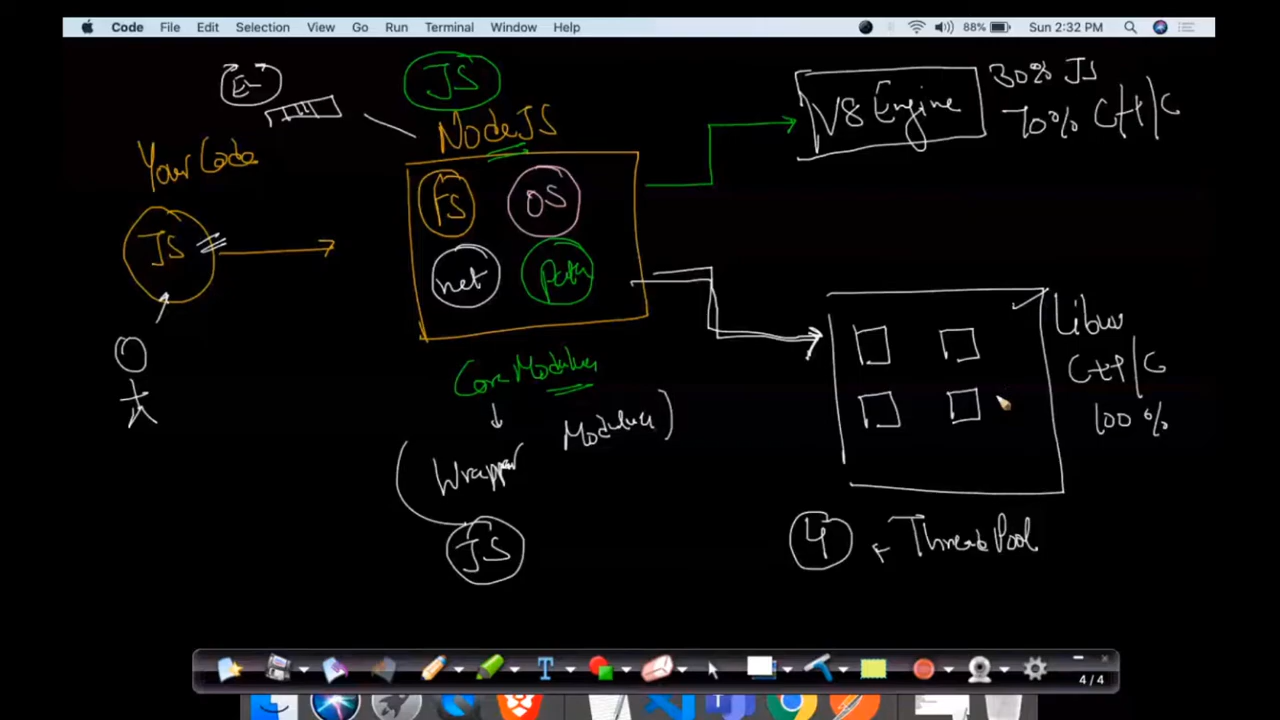 Code File Edit Selection View Go Run Terminal Window Help 88% Sun 2:32 PM
JS
NodeJS
Your Code
JS
FS OS
net path
Core Modules
Wrapper Modules)
JS
V8 Engine
30% JS
70% C++/C
Libuv
C++/C
100%
4 Thread Pool
T
4/4